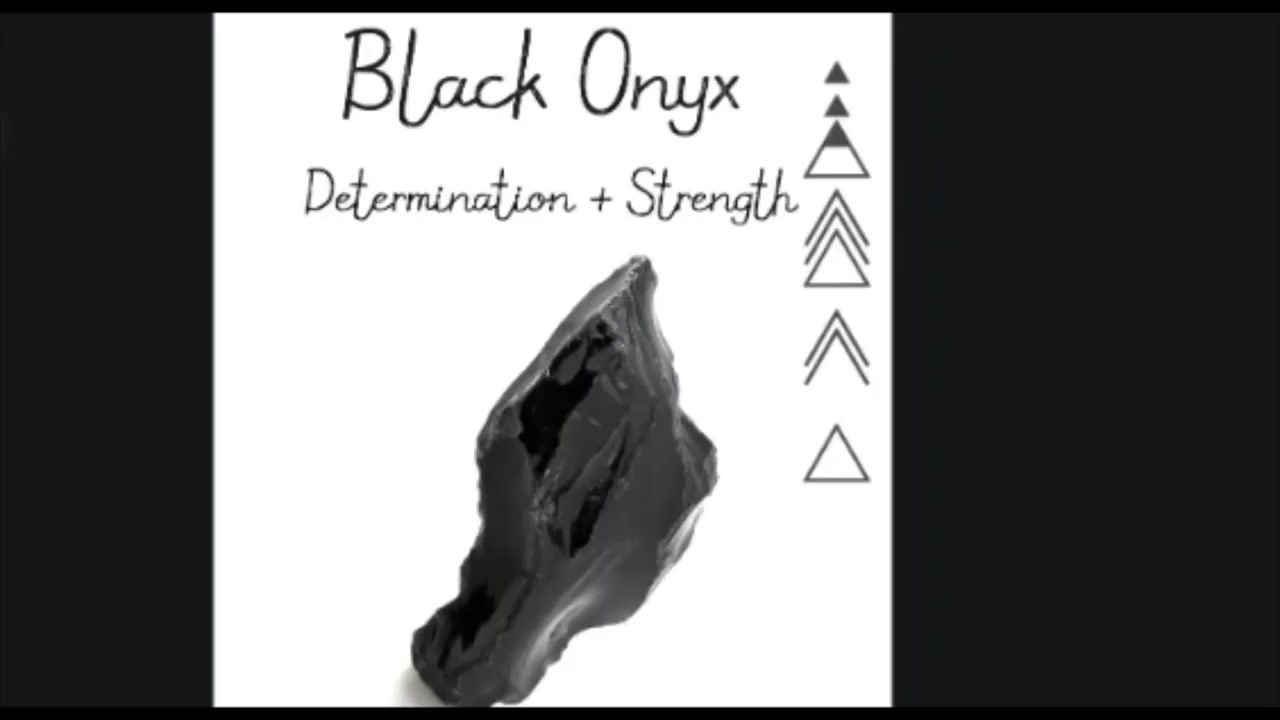 Black Onyx
Determination + Strength